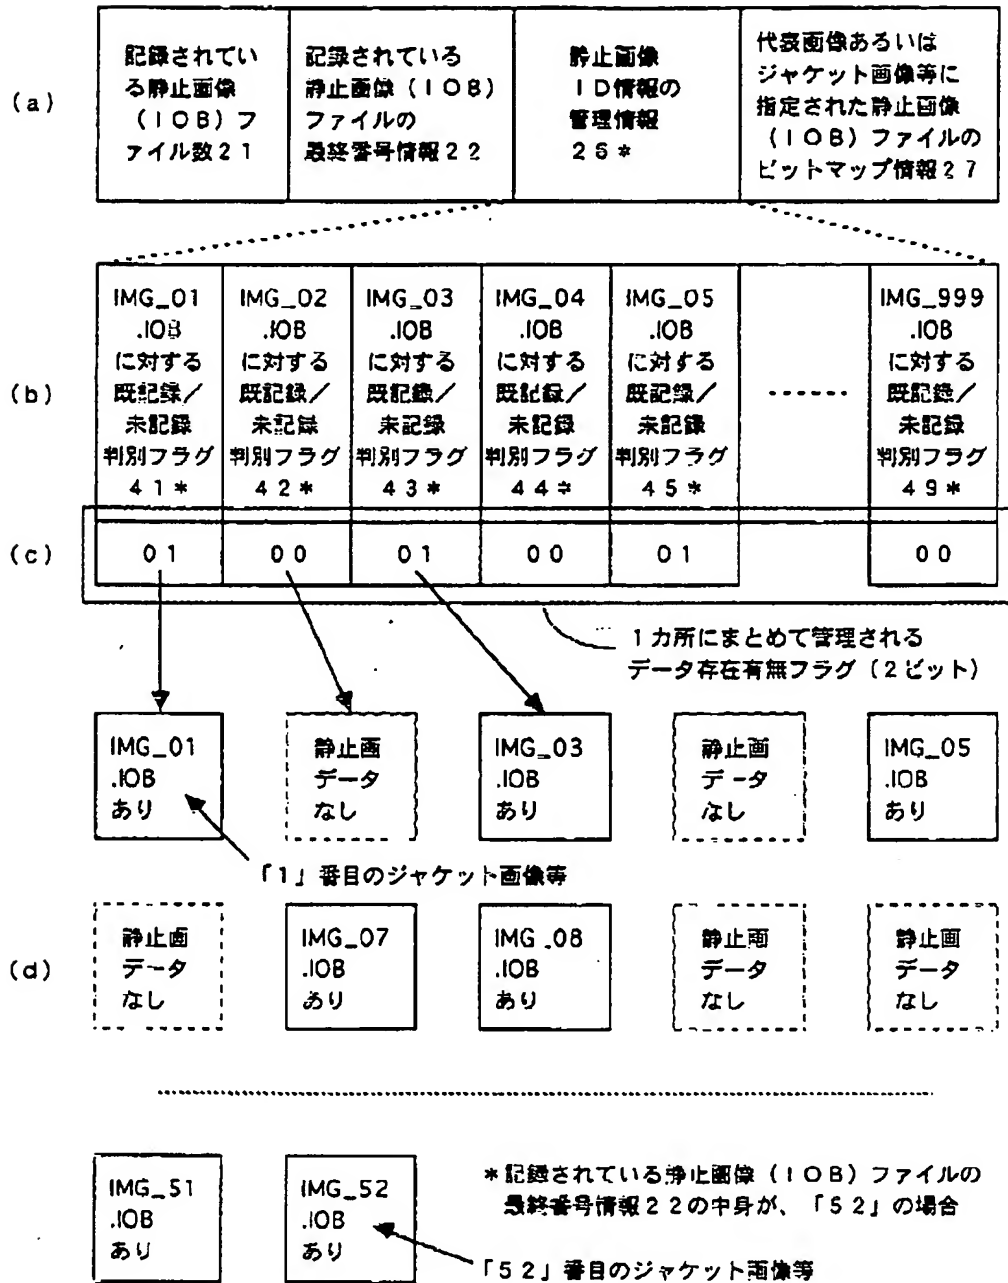 (a)
記録されてい
る静止画像
(IOB)フ
ァイル数21
記録されている
静止画像(IOB)
ファイルの
最終番号情報22
静止画像
ID情報の
管理情報
26*
代表画像あるいは
ジャケット画像等に
指定された静止画像
(IOB)ファイルの
ビットマップ情報27
(b)
IMG_01
.IOB
に対する
既記録/
未記録
判別フラグ
41*
IMG_02
.IOB
に対する
既記録/
未記録
判別フラグ
42*
IMG_03
.IOB
に対する
既記録/
未記録
判別フラグ
43*
IMG_04
.IOB
に対する
既記録/
未記録
判別フラグ
44*
IMG_05
.IOB
に対する
既記録/
未記録
判別フラグ
45*
IMG_999
.IOB
に対する
既記録/
未記録
判別フラグ
49*
(c)
01
00
01
00
01
00
1カ所にまとめて管理される
データ存在有無フラグ(2ビット)
IMG_01
.IOB
あり
静止画
データ
なし
IMG_03
.IOB
あり
静止画
データ
なし
IMG_05
.IOB
あり
「1」番目のジャケット画像等
(d)
静止画
データ
なし
IMG_07
.IOB
あり
IMG_08
.IOB
あり
静止画
データ
なし
静止画
データ
なし
IMG_51
.IOB
あり
IMG_52
.IOB
あり
*記録されている静止画像(IOB)ファイルの
最終番号情報22の中身が、「52」の場合
「52」番目のジャケット画像等